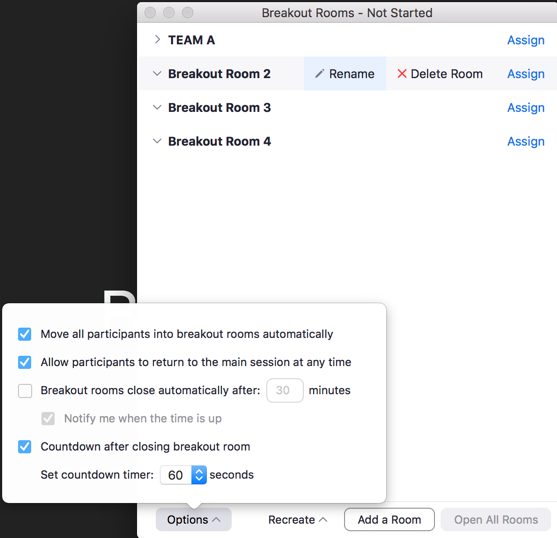 Breakout Rooms - Not Started
TEAM A Assign
Breakout Room 2 Rename Delete Room Assign
Breakout Room 3 Assign
Breakout Room 4 Assign
Move all participants into breakout rooms automatically
Allow participants to return to the main session at any time
Breakout rooms close automatically after: 30 minutes
Notify me when the time is up
Countdown after closing breakout room
Set countdown timer: 60 seconds
Options Recreate Add a Room Open All Rooms